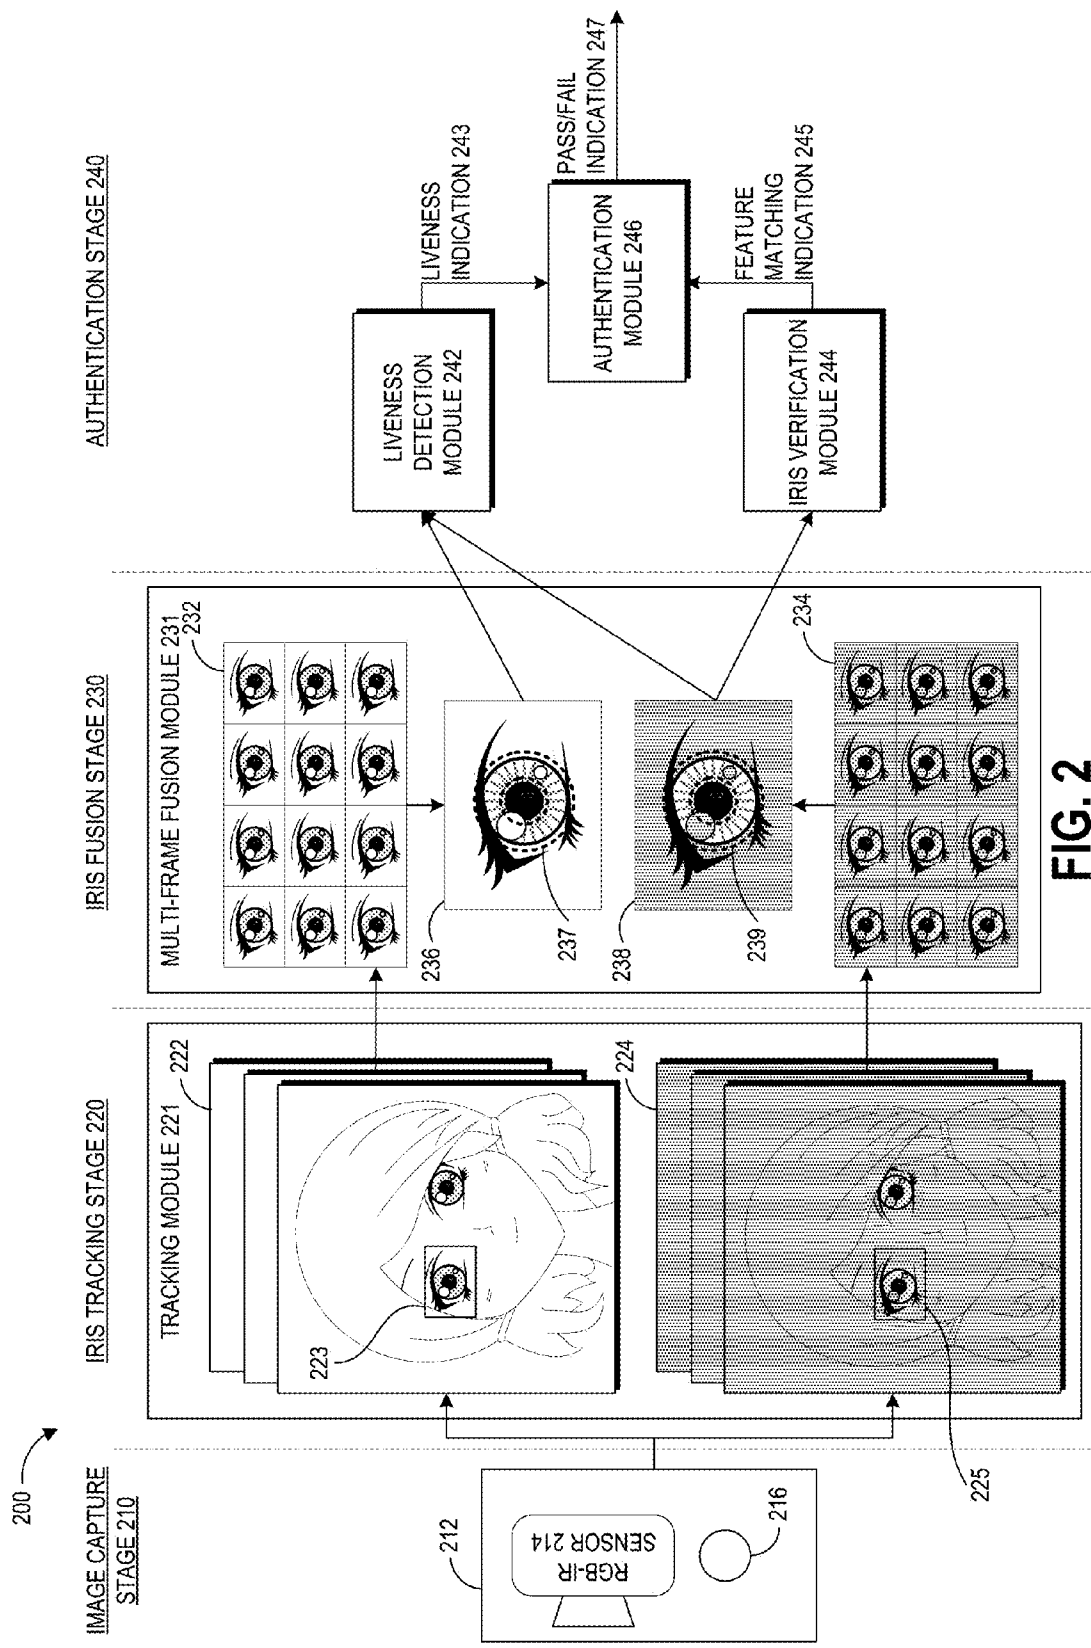 200
IMAGE CAPTURE
STAGE 210
212
RGB-IR
SENSOR 214
216
IRIS TRACKING STAGE 220
TRACKING MODULE 221
222
223
224
225
IRIS FUSION STAGE 230
MULTI-FRAME FUSION MODULE 231
232
236
237
238
239
234
AUTHENTICATION STAGE 240
LIVENESS
DETECTION
MODULE 242
LIVENESS
INDICATION 243
IRIS VERIFICATION
MODULE 244
FEATURE
MATCHING
INDICATION 245
AUTHENTICATION
MODULE 246
PASS/FAIL
INDICATION 247
FIG. 2